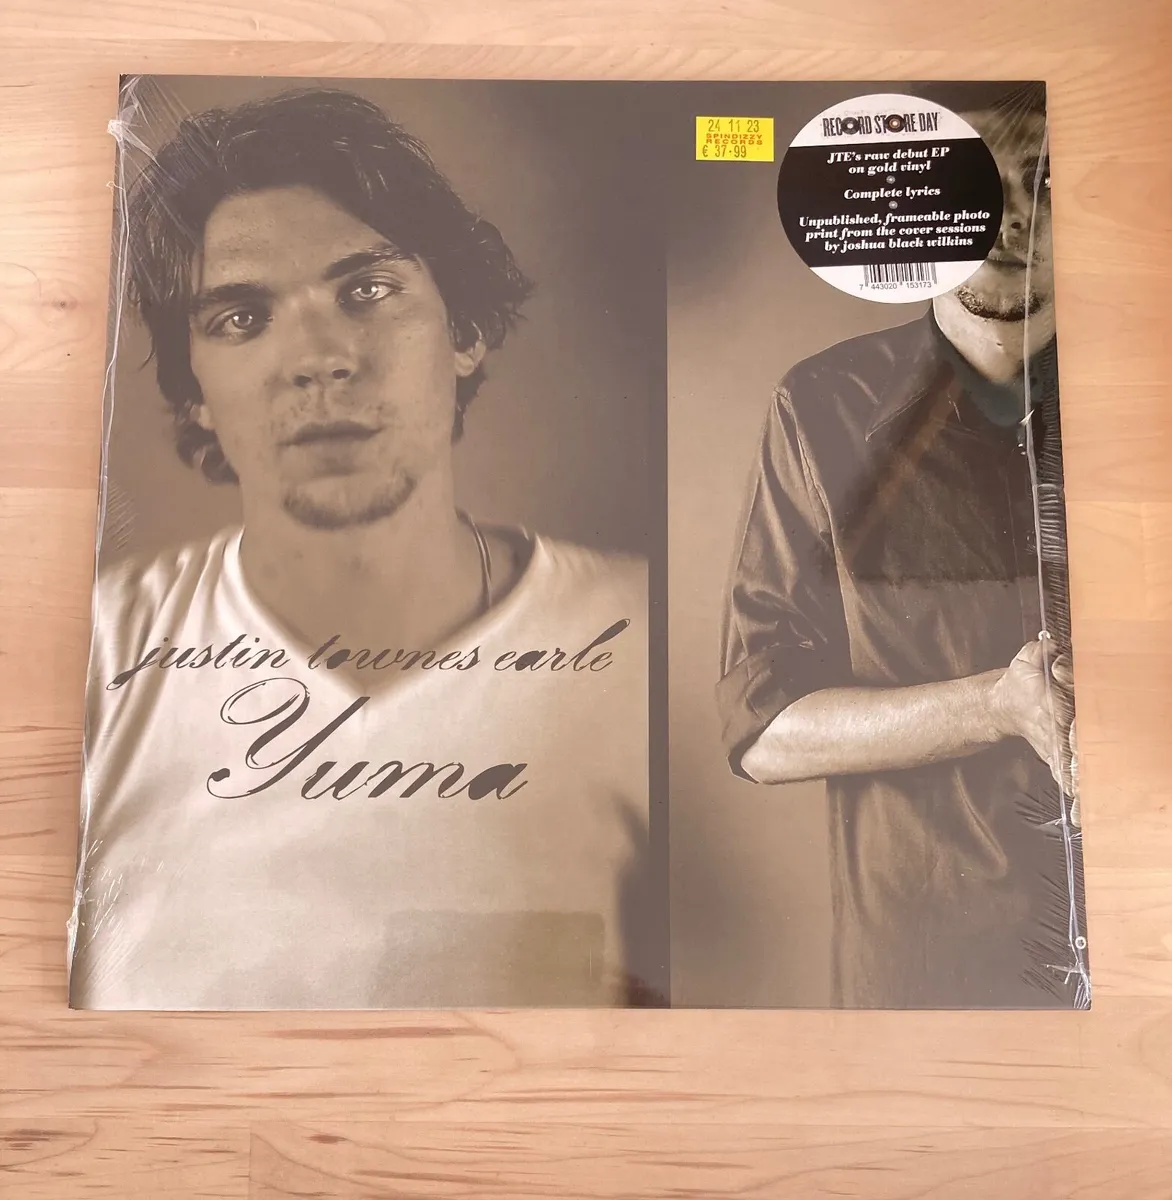 24 11 23
SPINDIZZY
RECORDS
€ 37·99
RECORD STORE DAY
JTE's raw debut EP
on gold vinyl
Complete lyrics
Unpublished, frameable photo
print from the cover sessions
by joshua black wilkins
7 443020 153173
justin townes earle
Yuma